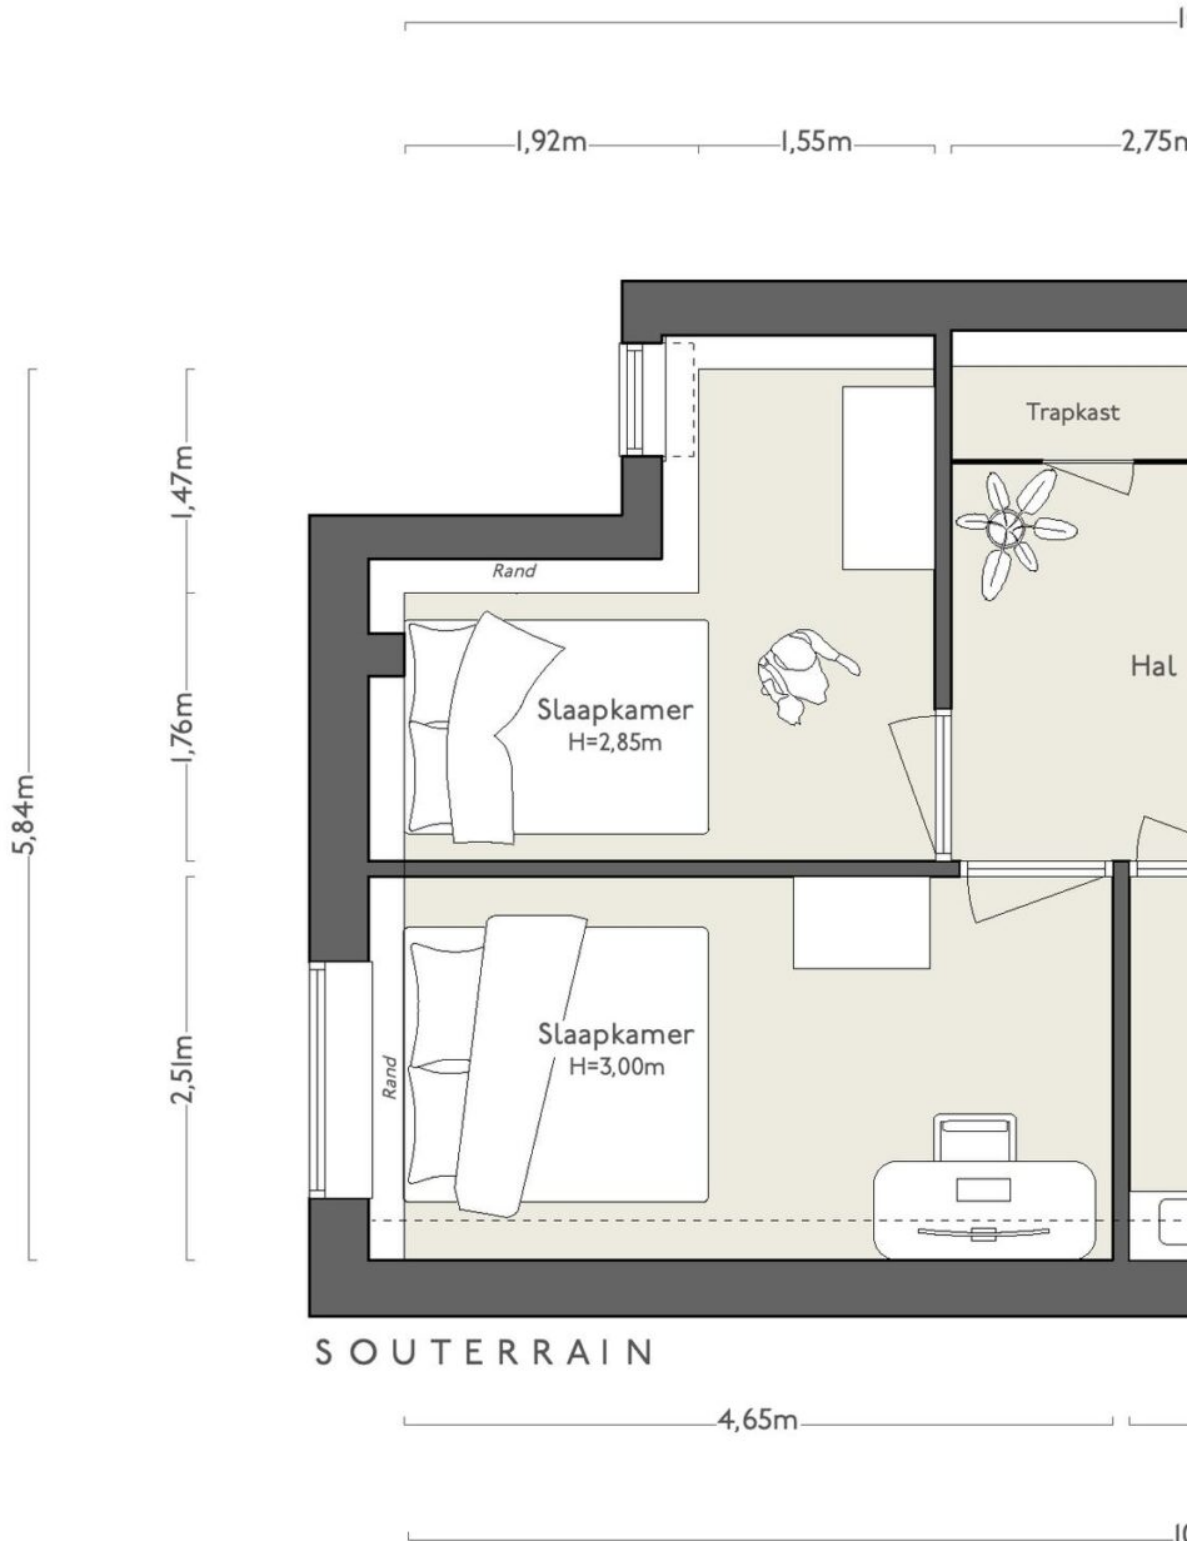 1,92m
1,55m
2,75m
Trapkast
1,47m
Rand
Hal
1,76m
Slaapkamer
H=2,85m
5,84m
2,51m
Slaapkamer
H=3,00m
Rand
SOUTERRAIN
4,65m
10